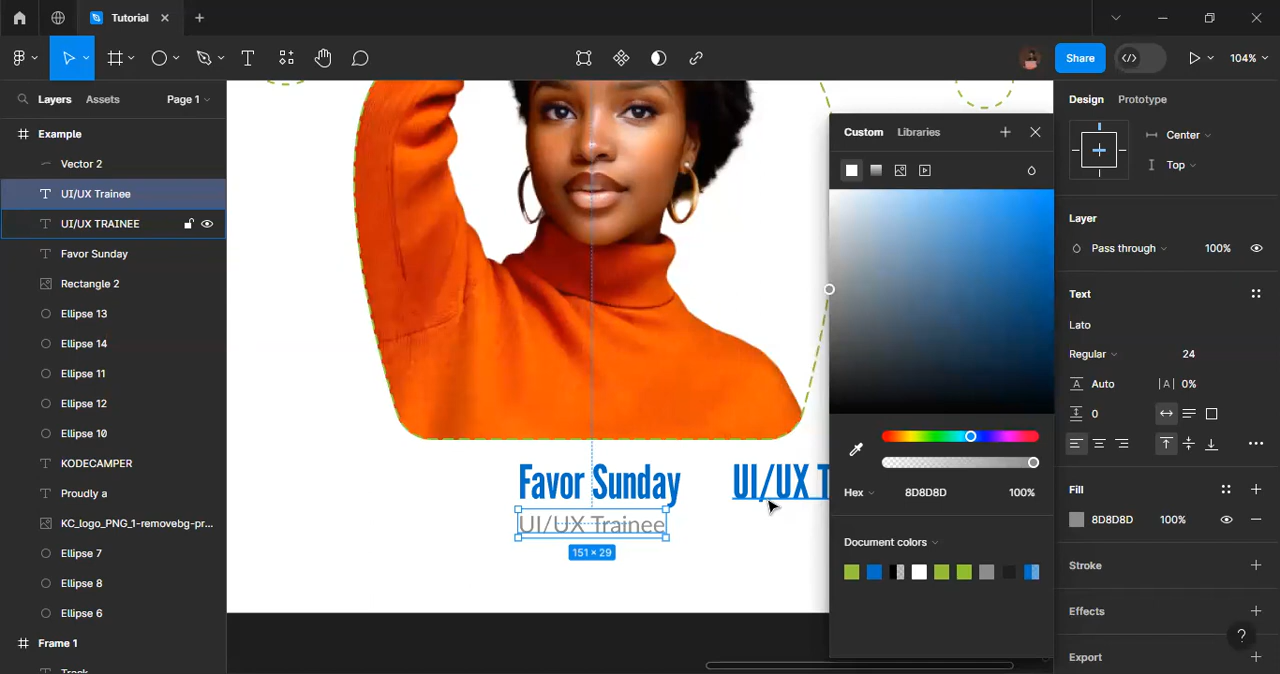 Tutorial
Share
104%
Layers
Assets
Page 1
Example
Vector 2
UI/UX Trainee
UI/UX TRAINEE
Favor Sunday
Rectangle 2
Ellipse 13
Ellipse 14
Ellipse 11
Ellipse 12
Ellipse 10
KODECAMPER
Proudly a
KC_logo_PNG_1-removebg-pr...
Ellipse 7
Ellipse 8
Ellipse 6
Frame 1
Favor Sunday
UI/UX T
UI/UX Trainee
151 × 29
Custom
Libraries
Hex
8D8D8D
100%
Document colors
Design
Prototype
Center
Top
Layer
Pass through
100%
Text
Lato
Regular
24
A
Auto
|A|
0%
0
Fill
8D8D8D
100%
Stroke
Effects
Export
?